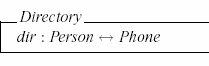 Directory
dir : Person ↔ Phone